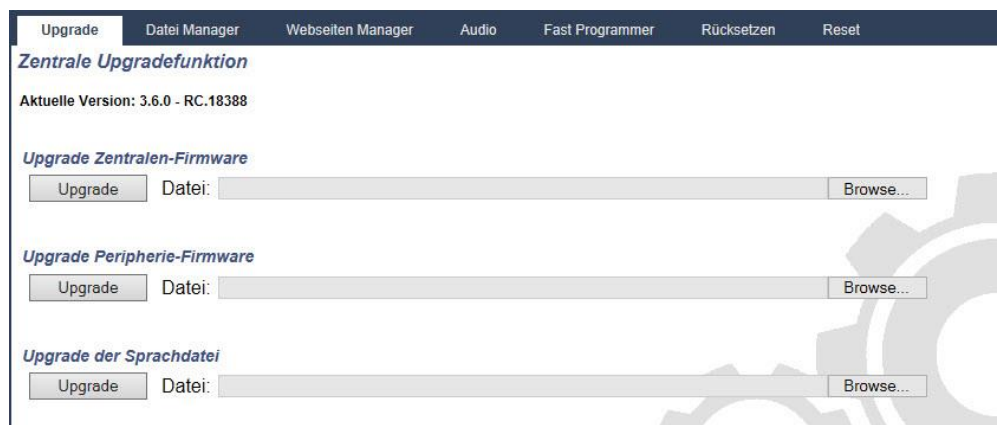 Upgrade Datei Manager Webseiten Manager Audio Fast Programmer Rücksetzen Reset
Zentrale Upgradefunktion
Aktuelle Version: 3.6.0 - RC.18388
Upgrade Zentralen-Firmware
Upgrade Datei: Browse...
Upgrade Peripherie-Firmware
Upgrade Datei: Browse...
Upgrade der Sprachdatei
Upgrade Datei: Browse...